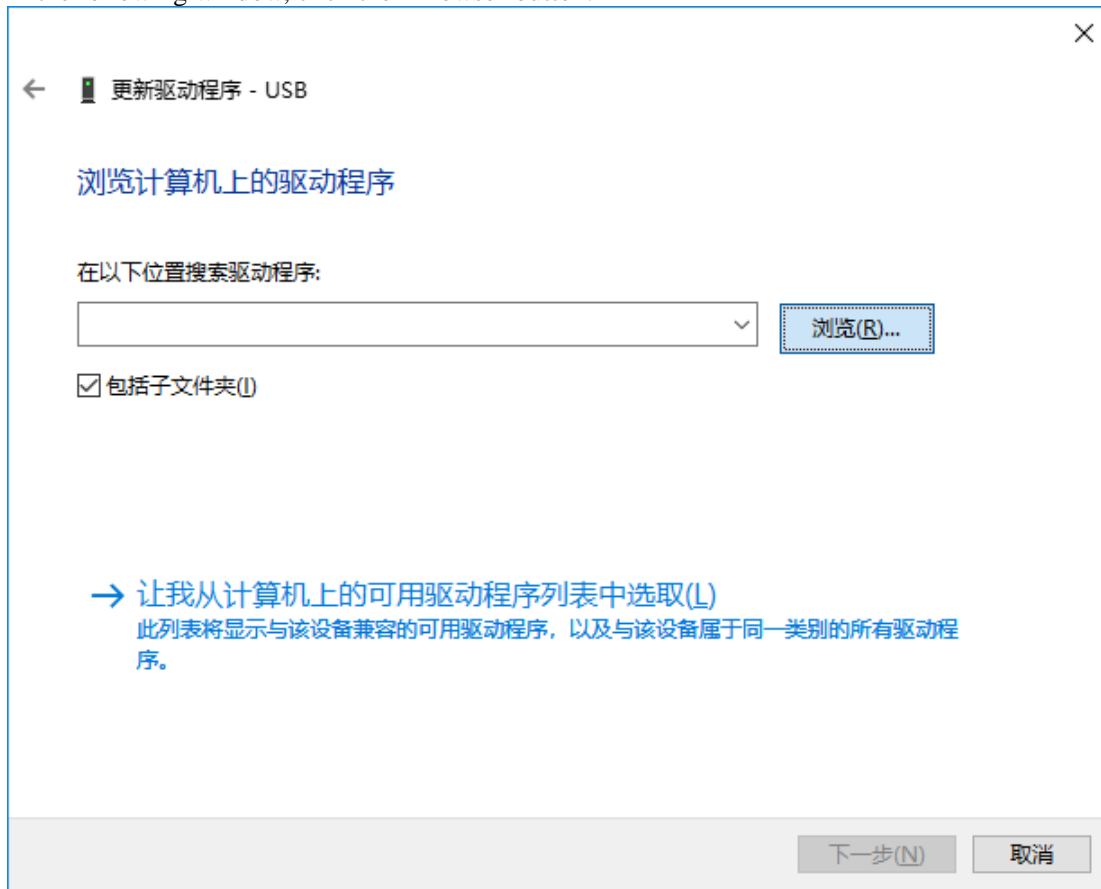 更新驱动程序 - USB
浏览计算机上的驱动程序
在以下位置搜索驱动程序:
浏览(R)...
包括子文件夹(I)
让我从计算机上的可用驱动程序列表中选取(L)
此列表将显示与该设备兼容的可用驱动程序，以及与该设备属于同一类别的所有驱动程
序。
下一步(N)
取消